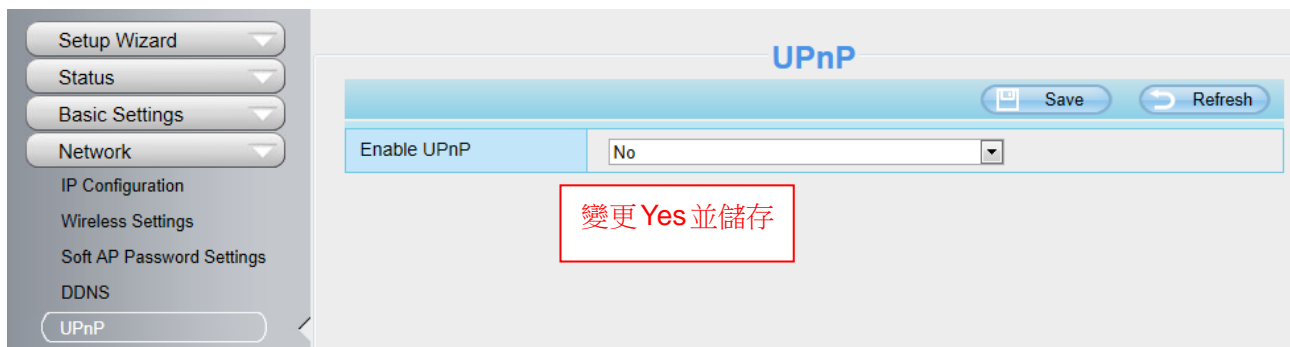 Setup Wizard
Status
Basic Settings
Network
IP Configuration
Wireless Settings
Soft AP Password Settings
DDNS
UPnP
UPnP
Save Refresh
Enable UPnP No
變更Yes並儲存